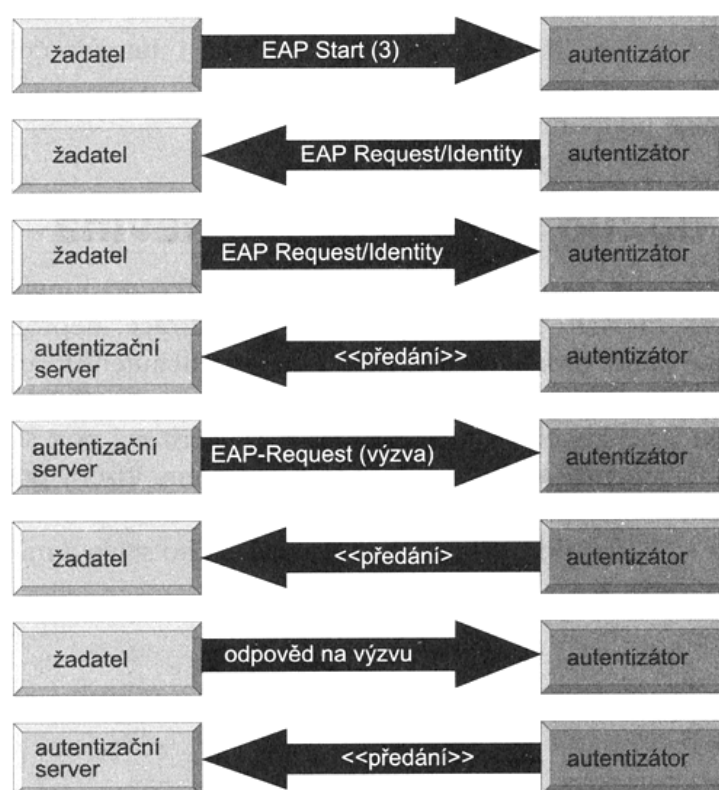 žadatel EAP Start (3) autentizátor
žadatel EAP Request/Identity autentizátor
žadatel EAP Request/Identity autentizátor
autentizační
server <<předání>> autentizátor
autentizační
server EAP-Request (výzva) autentizátor
žadatel <<předání> autentizátor
žadatel odpověd na výzvu autentizátor
autentizační
server <<předání>> autentizátor